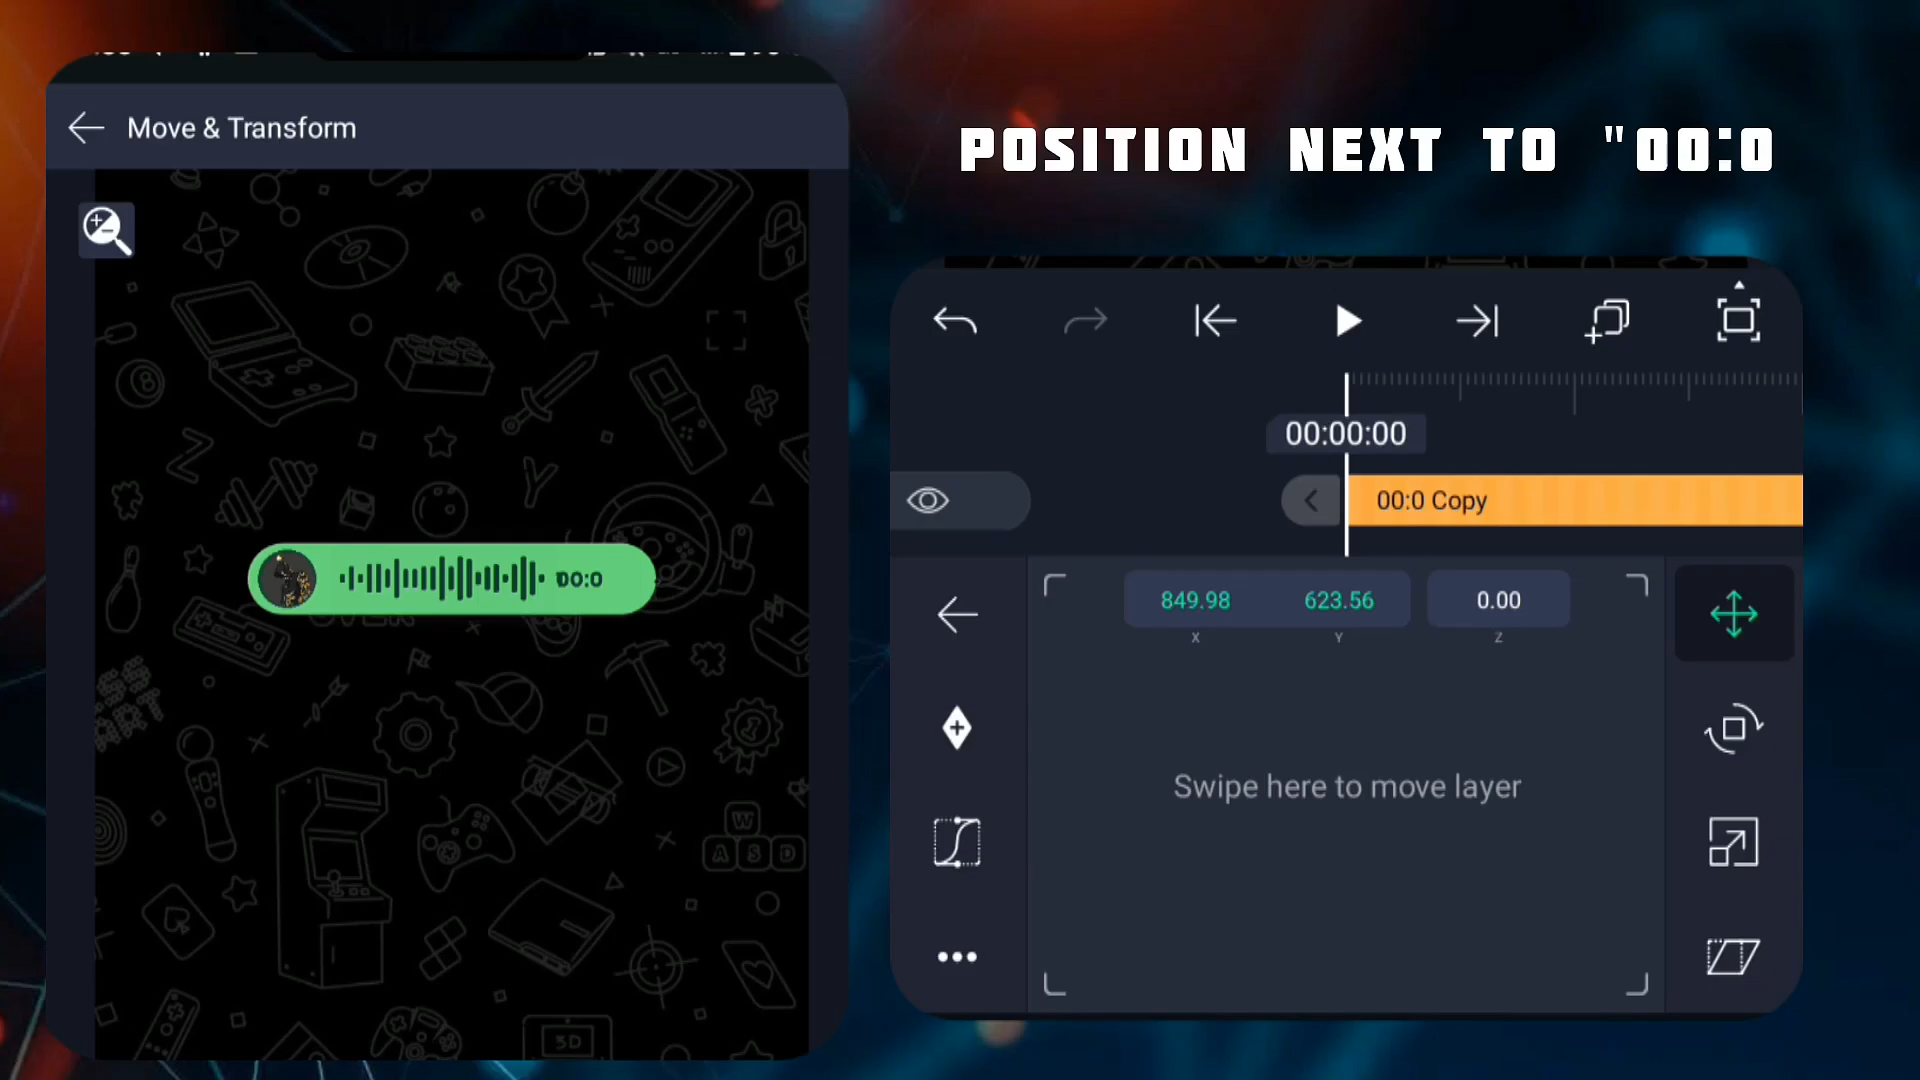 Move & Transform
POSITION NEXT TO "00:0
00:00:00
00:0 Copy
00:0
849.98 623.56 0.00
X Y Z
Swipe here to move layer
W
A S D
3D